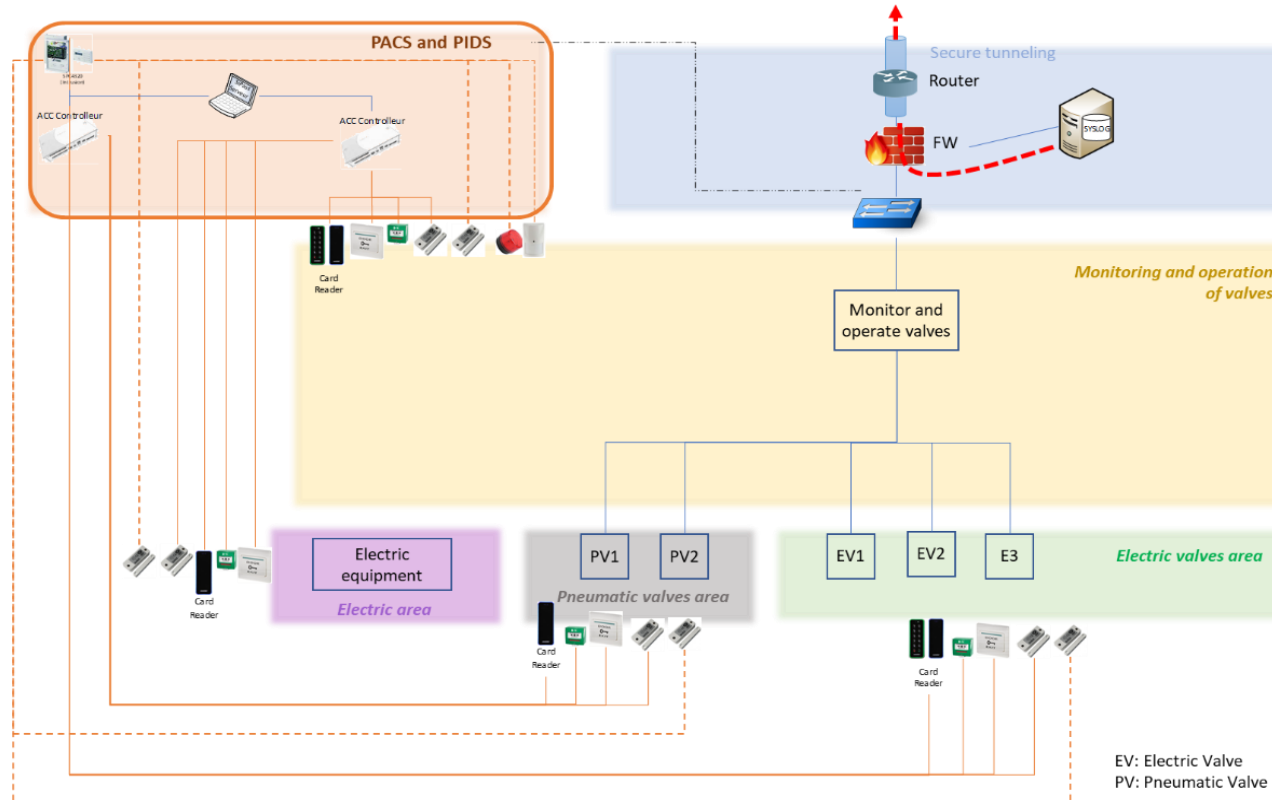 PACS and PIDS
ACC Controlleur
ACC Controlleur
Secure tunneling
Router
FW
SYSLOG
Card
Reader
Monitoring and operation
of valves
Monitor and
operate valves
Electric
equipment
Electric area
Card
Reader
PV1
PV2
Pneumatic valves area
Card
Reader
EV1
EV2
E3
Electric valves area
Card
Reader
EV: Electric Valve
PV: Pneumatic Valve